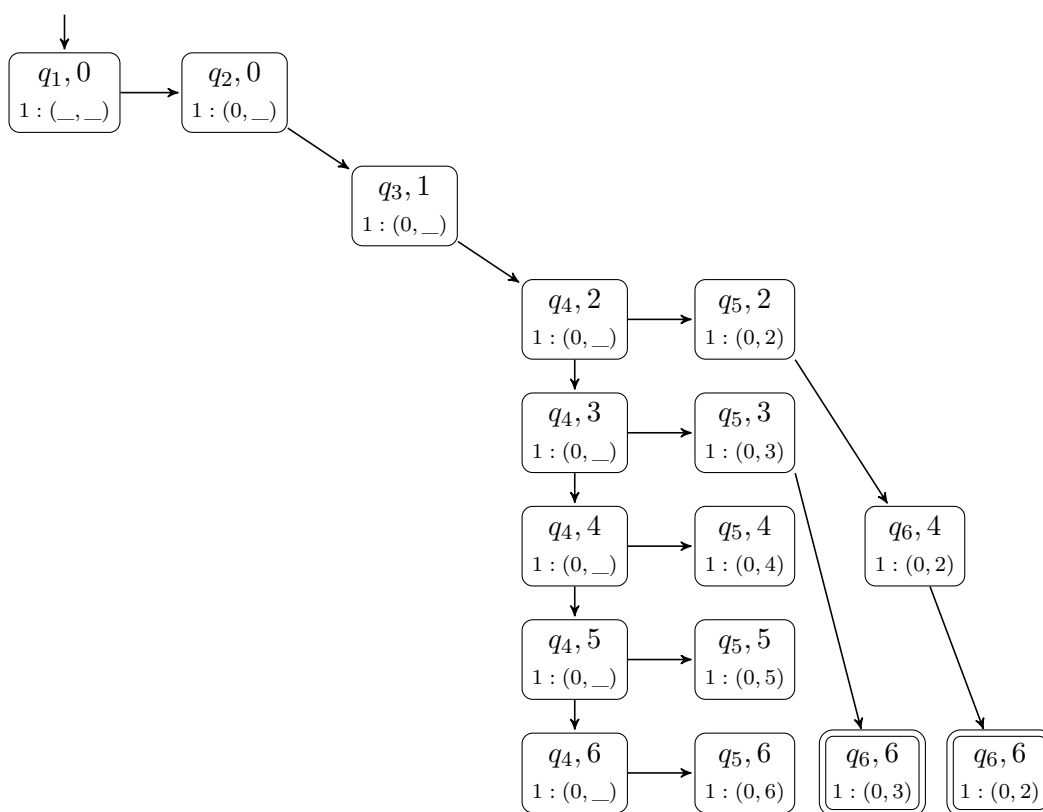 q₁, 0
1 : (_, _)
q₂, 0
1 : (0, _)
q₃, 1
1 : (0, _)
q₄, 2
1 : (0, _)
q₅, 2
1 : (0, 2)
q₄, 3
1 : (0, _)
q₅, 3
1 : (0, 3)
q₄, 4
1 : (0, _)
q₅, 4
1 : (0, 4)
q₆, 4
1 : (0, 2)
q₄, 5
1 : (0, _)
q₅, 5
1 : (0, 5)
q₄, 6
1 : (0, _)
q₅, 6
1 : (0, 6)
q₆, 6
1 : (0, 3)
q₆, 6
1 : (0, 2)